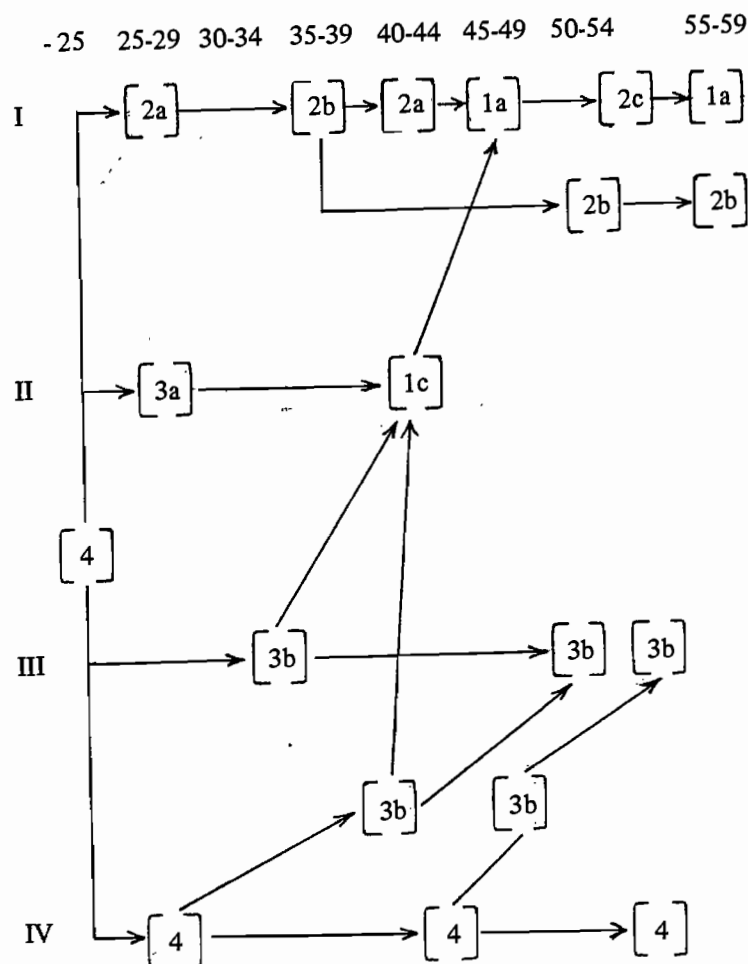 - 25 25-29 30-34 35-39 40-44 45-49 50-54 55-59
I [2a] [2b] [2a] [1a] [2c] [1a]
[2b] [2b]
II [3a] [1c]
[4]
III [3b] [3b] [3b]
[3b] [3b]
IV [4] [4] [4]